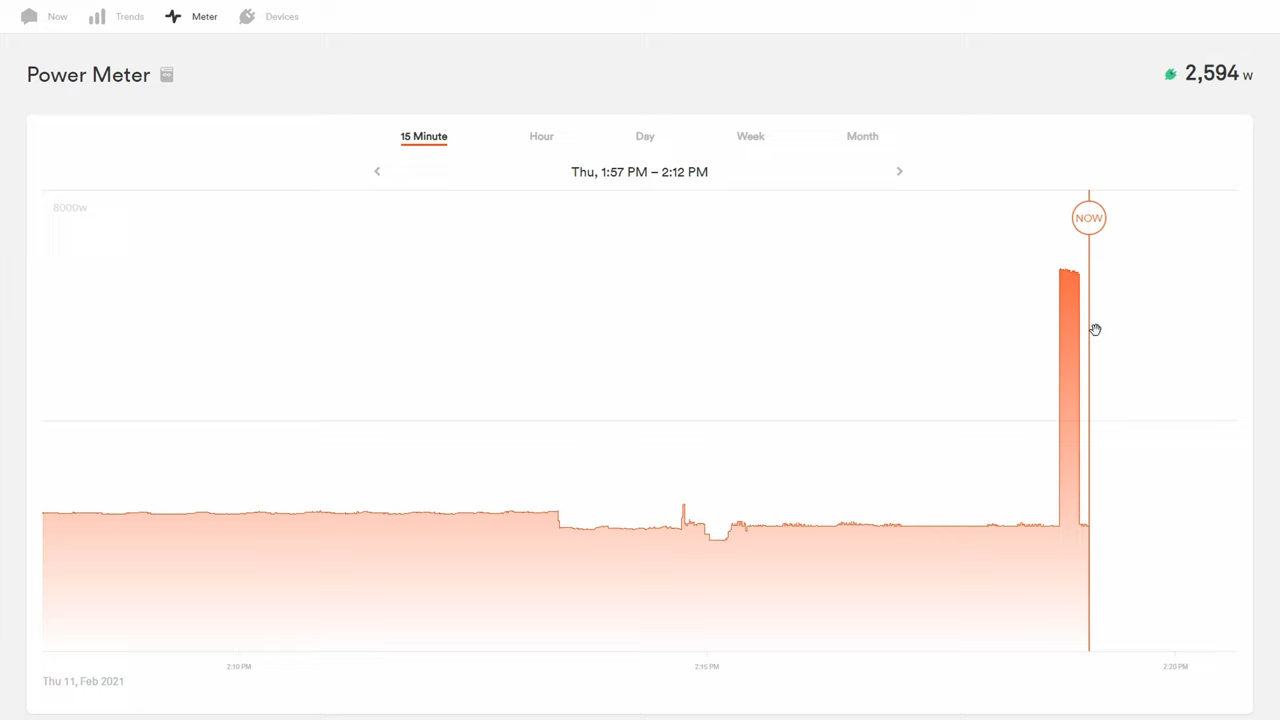 Now Trends Meter Devices
Power Meter
2,594 w
15 Minute Hour Day Week Month
Thu, 1:57 PM – 2:12 PM
8000w
NOW
2:10 PM 2:15 PM 2:20 PM
Thu 11, Feb 2021